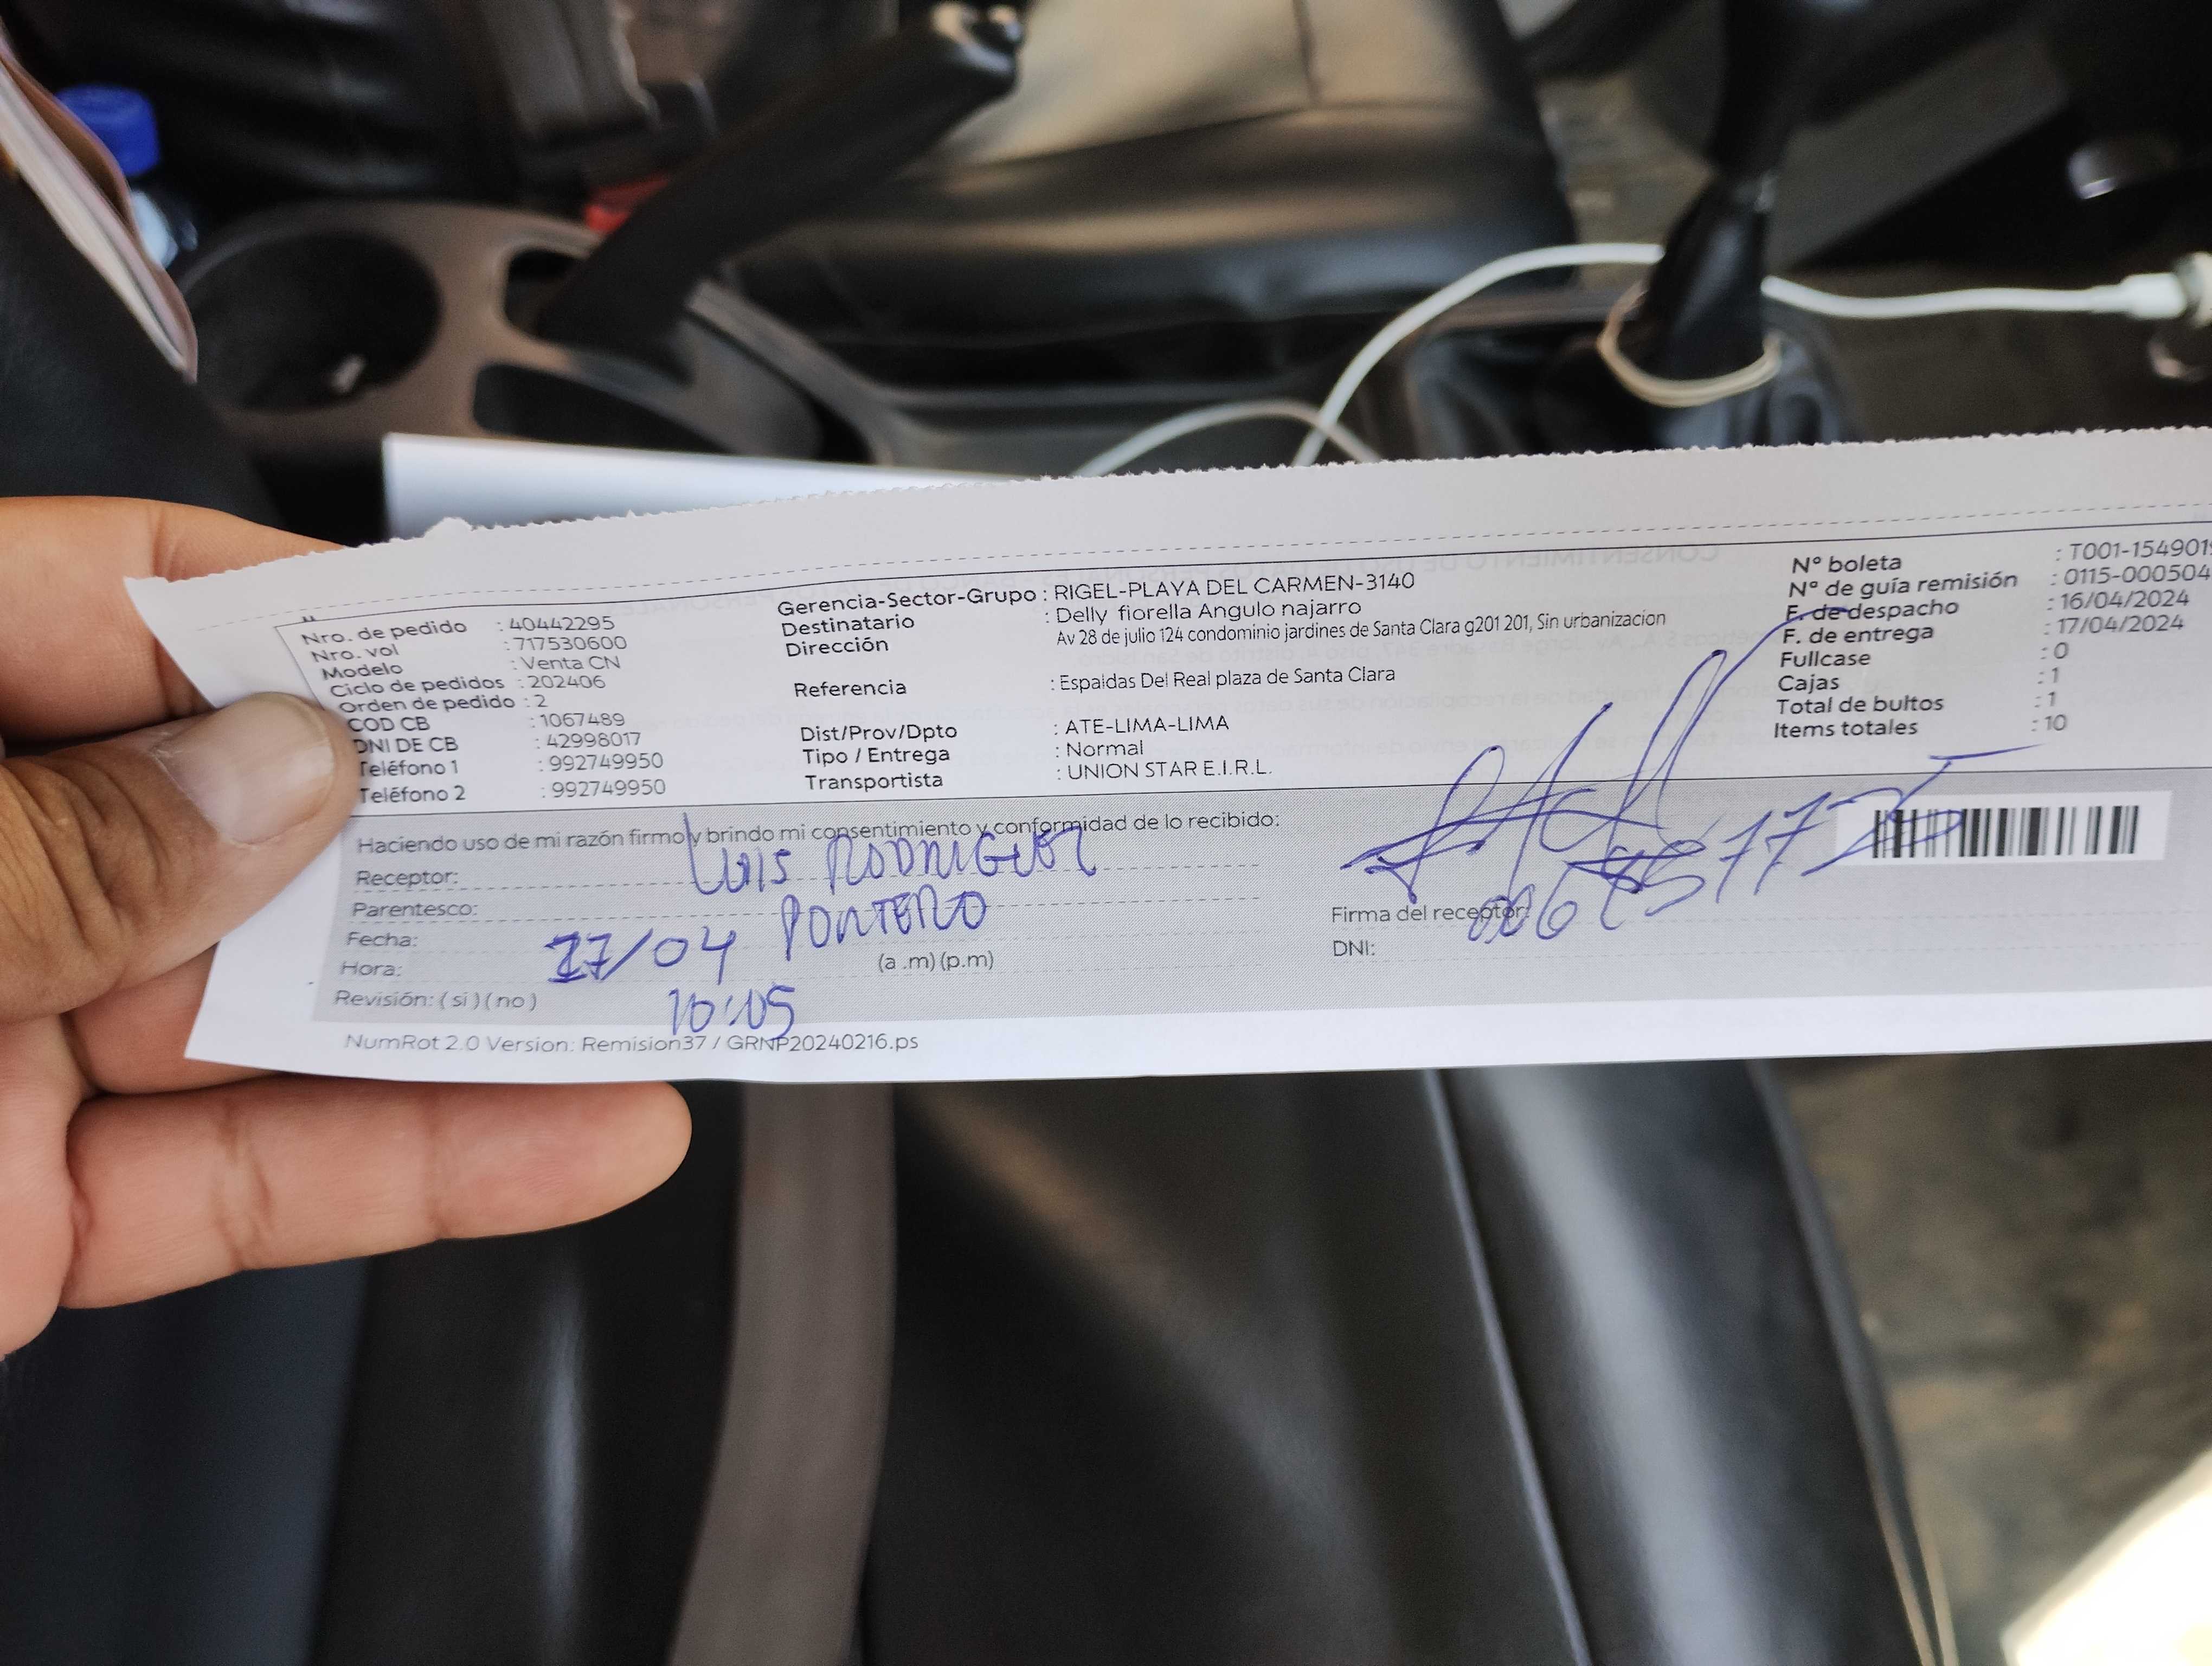 Nro. de pedido : 40442295
Nro. vol : 717530600
Modelo : Venta CN
Ciclo de pedidos : 202406
Orden de pedido : 2
COD CB : 1067489
DNI DE CB : 42998017
Teléfono 1 : 992749950
Teléfono 2 : 992749950
Gerencia-Sector-Grupo : RIGEL-PLAYA DEL CARMEN-3140
Destinatario : Delly fiorella Angulo najarro
Dirección Av 28 de julio 124 condominio jardines de Santa Clara g201 201, Sin urbanizacion
Referencia : Espaldas Del Real plaza de Santa Clara
Dist/Prov/Dpto : ATE-LIMA-LIMA
Tipo / Entrega : Normal
Transportista : UNION STAR E.I.R.L.
Nº boleta : T001-154901
Nº de guía remisión : 0115-000504
F. de despacho : 16/04/2024
F. de entrega : 17/04/2024
Fullcase : 0
Cajas : 1
Total de bultos : 1
Items totales : 10
Haciendo uso de mi razón firmo y brindo mi consentimiento y conformidad de lo recibido:
Receptor: Luis RODRIGUEZ
Parentesco: PORTERO
Fecha: 17/04
Hora: 10:05 (a .m) (p.m)
Revisión: ( si ) ( no )
Firma del receptor:
DNI:
NumRot 2.0 Version: Remision37 / GRNP20240216.ps